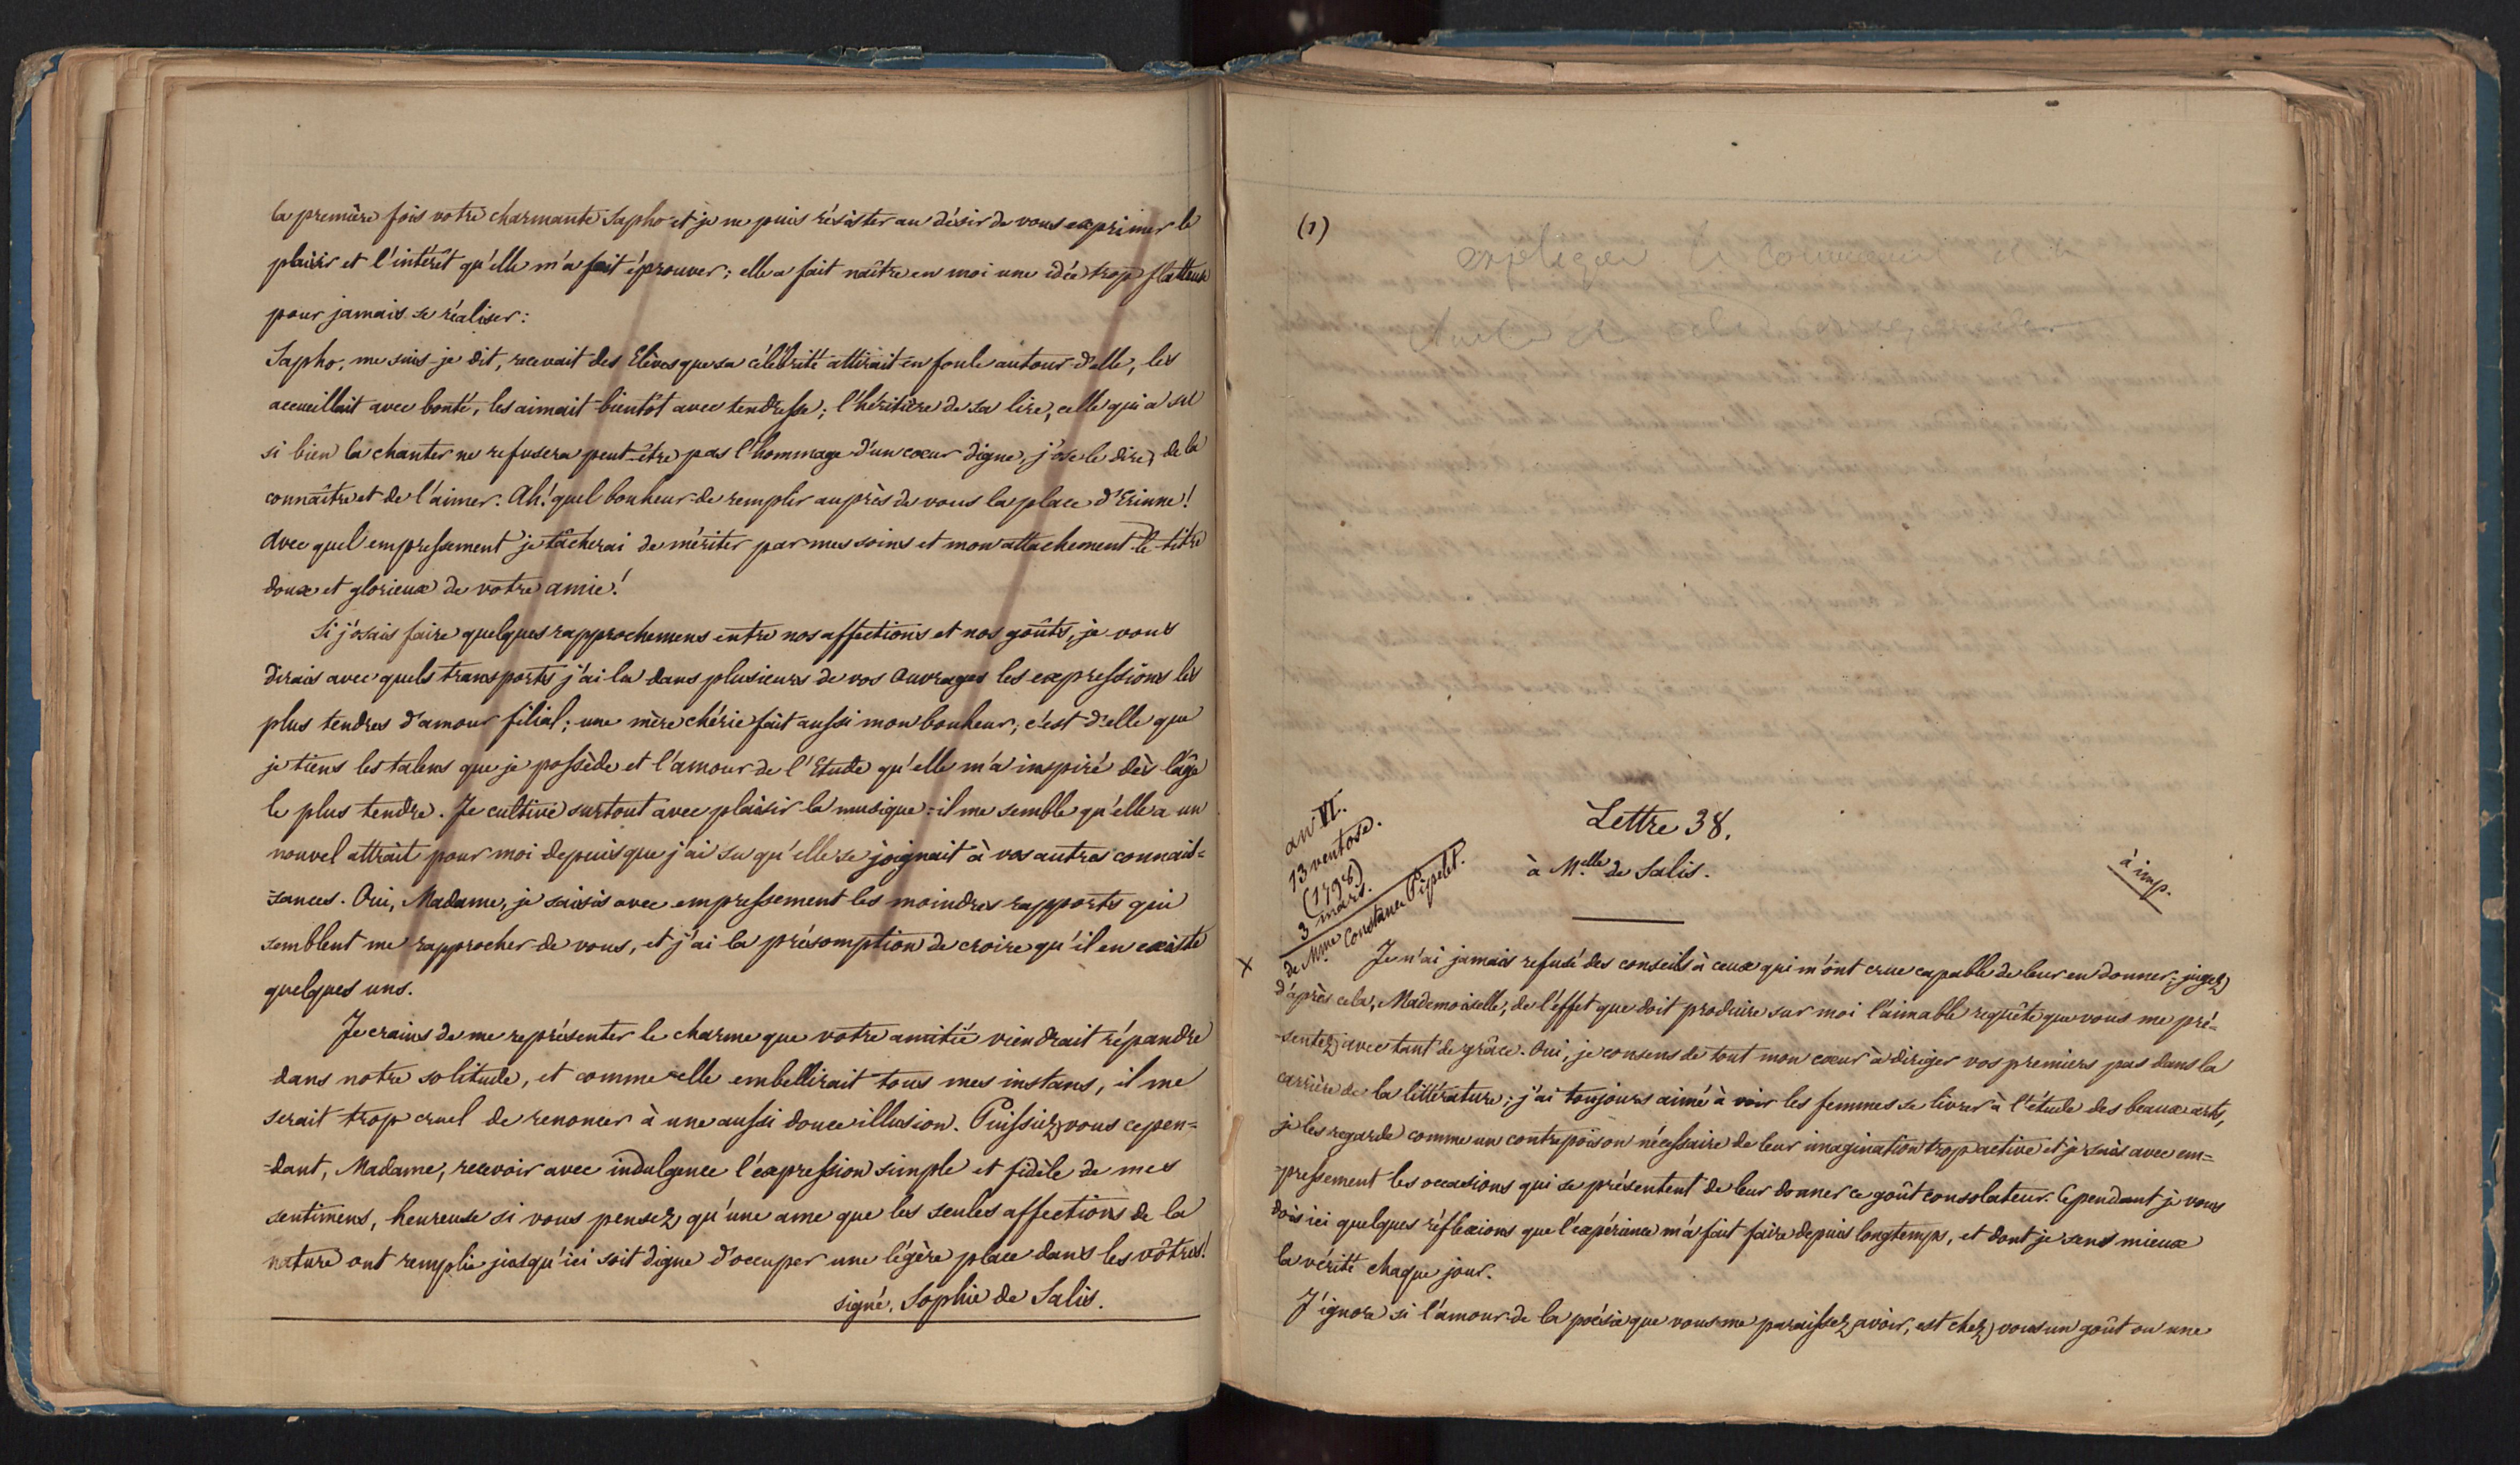 la première fois votre charmante Sapho et je ne puis résister au désir de vous exprimer le
plaisir et l'intérêt qu'elle m'a fait éprouver ; elle a fait naître en moi une idée trop flatteuse
pour jamais se réaliser :
Sapho, me suis-je dit, recevait des Elèves que sa célébrité attirait en foule autour d'elle, les
accueillait avec bonté, les aimait bientôt avec tendresse ; l'héritière de sa lire, celle qui a su
si bien la chanter ne refusera peut-être pas l'hommage d'un cœur digne, j'ose le dire, de la
connaître et de l'aimer. Ah! quel bonheur de remplir auprès de vous la place d'Erinne!
Avec quel empressement je tâcherai de mériter par mes soins et mon attachement le titre
doux et glorieux de votre amie!
Si j'osais faire quelques rapprochemens entre nos affections et nos goûts, je vous
dirais avec quels transports j'ai lu dans plusieurs de vos Ouvrages les expressions les
plus tendres d'amour filial ; une mère chérie fait aussi mon bonheur ; c'est d'elle que
je tiens les talens que je possède et l'amour de l'Etude qu'elle m'a inspiré dès l'âge
le plus tendre. Je cultive surtout avec plaisir la musique : il me semble qu'elle a un
nouvel attrait pour moi depuis que j'ai su qu'elle se joignait à vos autres connais=
=sances. Oui, Madame, je saisis avec empressement les moindres rapports qui
semblent me rapprocher de vous, et j'ai la présomption de croire qu'il en existe
quelques uns.
Je crains de me représenter le charme que votre amitié viendrait répandre
dans notre solitude, et comme elle embellirait tous mes instans, il me
serait trop cruel de renoncer à une aussi douce illusion. Puissiez vous cepen=
=dant, Madame, recevoir avec indulgence l'expression simple et fidèle de mes
sentimens, heureuse si vous pensez qu'une ame que les seules affections de la
nature ont remplie jusqu'ici soit digne d'occuper une légère place dans les vôtres!
signé, Sophie de Salis.
(1)
expliquer le
an VI.
13 ventose.
(1798)
3 mars.
de Mme Constance Pipelet.
Lettre 38.
à Melle de Salis.
à imp.
X
Je n'ai jamais refusé des conseils à ceux qui m'ont crue capable de leur en donner, jugez
d'après cela, Mademoiselle, de l'effet que doit produire sur moi l'aimable requête que vous me pré=
=sentez avec tant de grâce. Oui, je consens de tout mon cœur à diriger vos premiers pas dans la
carrière de la littérature ; j'ai toujours aimé à voir les femmes se livrer à l'étude des beaux arts,
je les regarde comme un contrepoison nécessaire de leur imagination trop active et je saisis avec em=
=pressement les occasions qui se présentent de leur donner ce goût consolateur. Cependant je vous
dois ici quelques réflexions que l'expérience m'a fait faire depuis longtemps, et dont je sens mieux
la vérité chaque jour.
J'ignore si l'amour de la poésie que vous me paraissez avoir, est chez vous un goût ou une